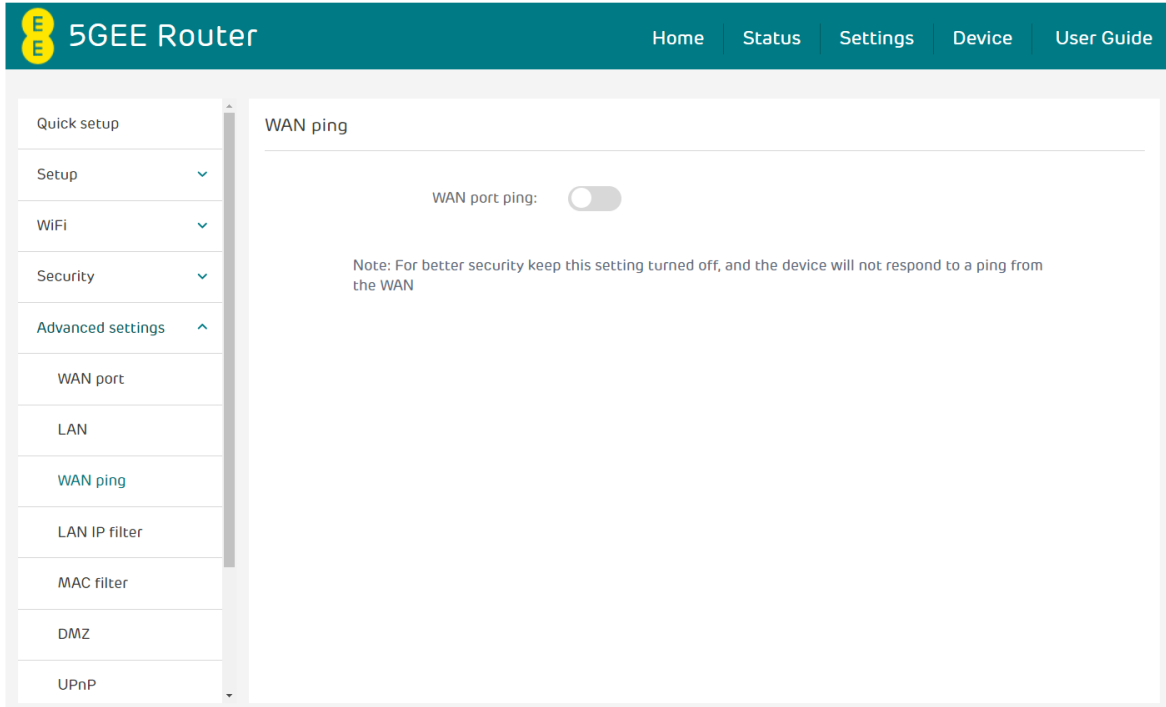 E
E
5GEE Router
Home
Status
Settings
Device
User Guide
Quick setup
Setup
WiFi
Security
Advanced settings
WAN port
LAN
WAN ping
LAN IP filter
MAC filter
DMZ
UPnP
WAN ping
WAN port ping:
Note: For better security keep this setting turned off, and the device will not respond to a ping from
the WAN